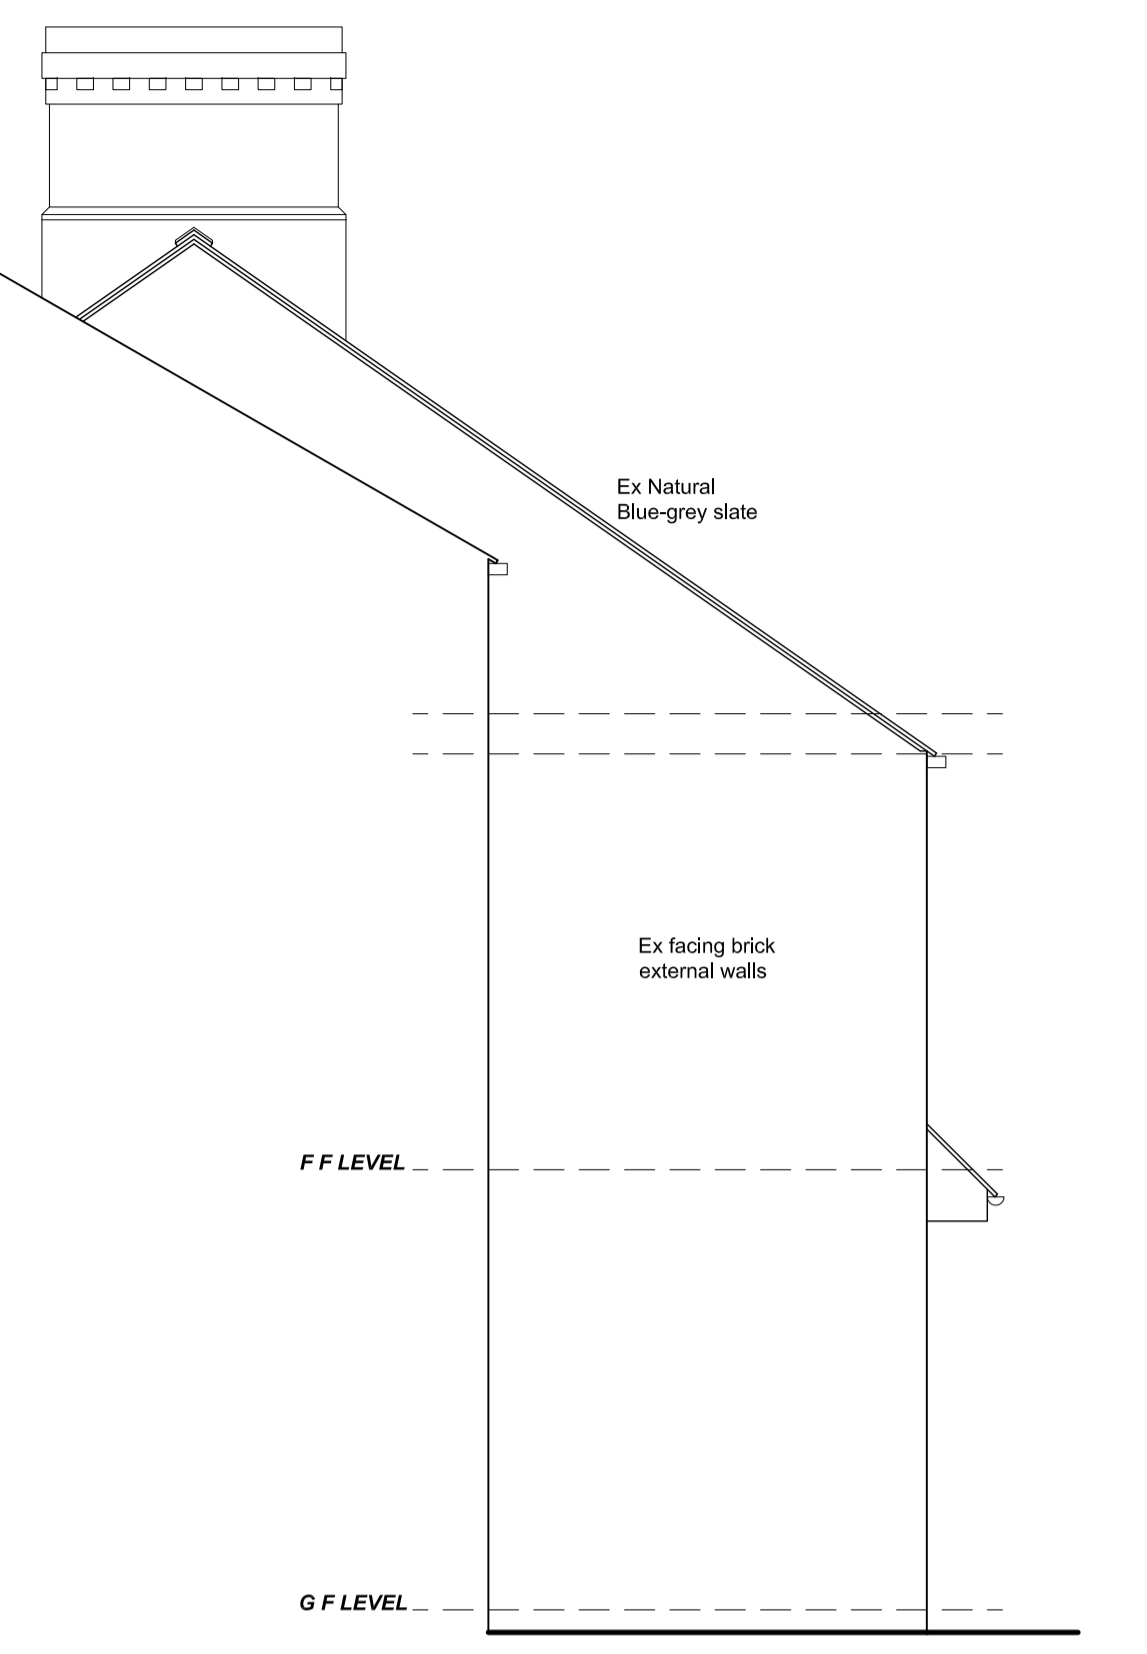 Ex Natural
Blue-grey slate
Ex facing brick
external walls
F F LEVEL
G F LEVEL